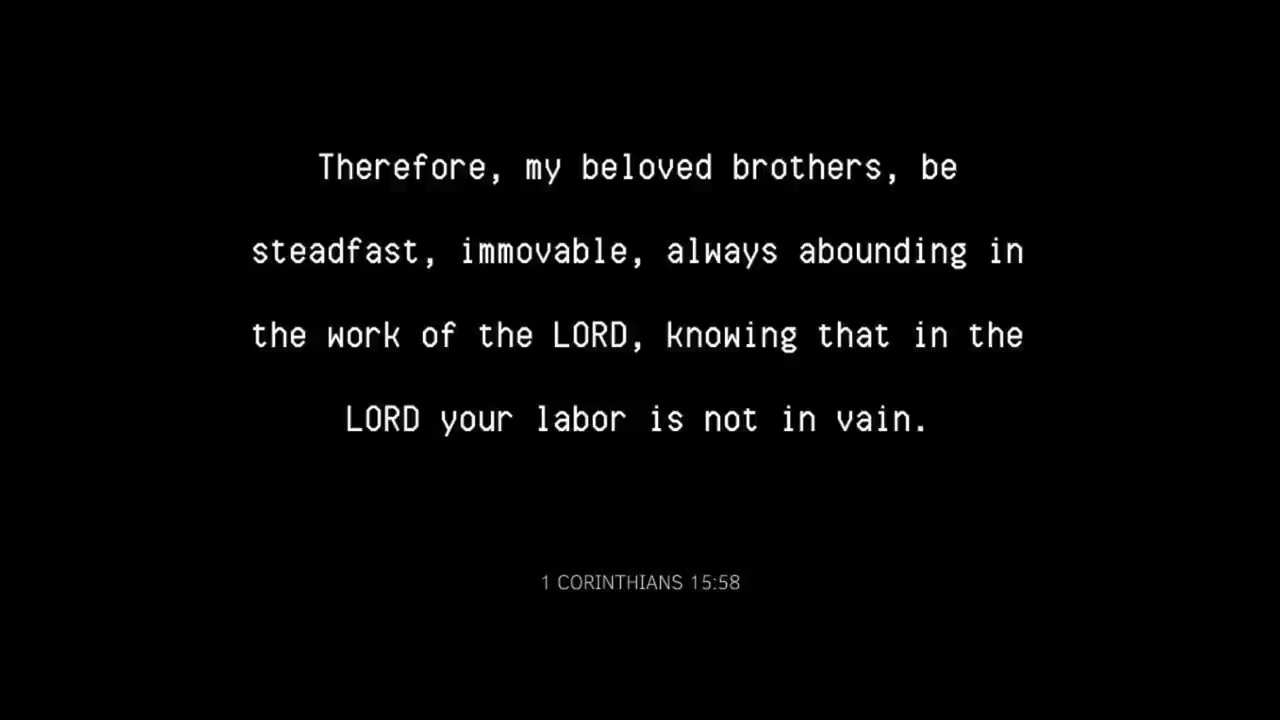 Therefore, my beloved brothers, be
steadfast, immovable, always abounding in
the work of the LORD, knowing that in the
LORD your labor is not in vain.
1 CORINTHIANS 15:58